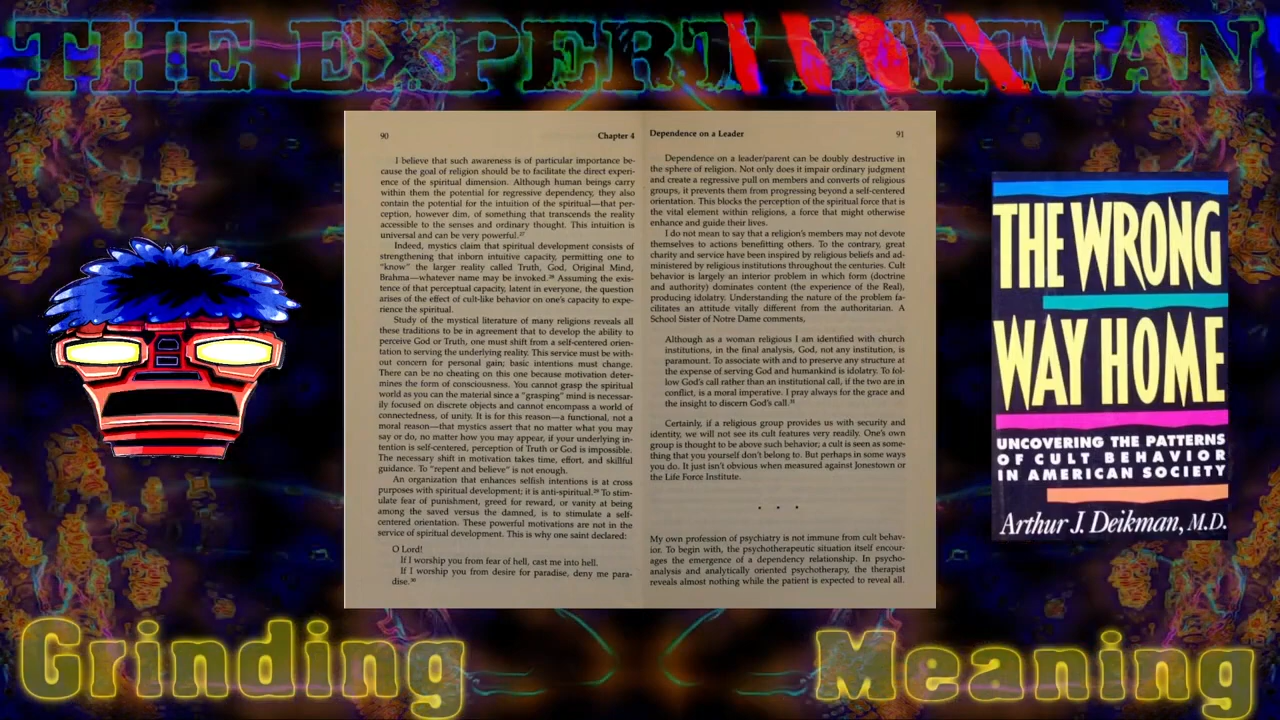 THE EXPERT LAYMAN
90 Chapter 4
I believe that such awareness is of particular importance be-
cause the goal of religion should be to facilitate the direct experi-
ence of the spiritual dimension. Although human beings carry
within them the potential for regressive dependency, they also
contain the potential for the intuition of the spiritual—that per-
ception, however dim, of something that transcends the reality
accessible to the senses and ordinary thought. This intuition is
universal and can be very powerful.27
Indeed, mystics claim that spiritual development consists of
strengthening that inborn intuitive capacity, permitting one to
"know" the larger reality called Truth, God, Original Mind,
Brahma—whatever name may be invoked.28 Assuming the exis-
tence of that perceptual capacity, latent in everyone, the question
arises of the effect of cult-like behavior on one's capacity to expe-
rience the spiritual.
Study of the mystical literature of many religions reveals all
these traditions to be in agreement that to develop the ability to
perceive God or Truth, one must shift from a self-centered orien-
tation to serving the underlying reality. This service must be with-
out concern for personal gain; basic intentions must change.
There can be no cheating on this one because motivation deter-
mines the form of consciousness. You cannot grasp the spiritual
world as you can the material since a "grasping" mind is necessar-
ily focused on discrete objects and cannot encompass a world of
connectedness, of unity. It is for this reason—a functional, not a
moral reason—that mystics assert that no matter what you may
say or do, no matter how you may appear, if your underlying in-
tention is self-centered, perception of Truth or God is impossible.
The necessary shift in motivation takes time, effort, and skillful
guidance. To "repent and believe" is not enough.
An organization that enhances selfish intentions is at cross
purposes with spiritual development; it is anti-spiritual.29 To stim-
ulate fear of punishment, greed for reward, or vanity at being
among the saved versus the damned, is to stimulate a self-
centered orientation. These powerful motivations are not in the
service of spiritual development. This is why one saint declared:
O Lord!
If I worship you from fear of hell, cast me into hell.
If I worship you from desire for paradise, deny me para-
dise.30
Dependence on a Leader 91
Dependence on a leader/parent can be doubly destructive in
the sphere of religion. Not only does it impair ordinary judgment
and create a regressive pull on members and converts of religious
groups, it prevents them from progressing beyond a self-centered
orientation. This blocks the perception of the spiritual force that is
the vital element within religions, a force that might otherwise
enhance and guide their lives.
I do not mean to say that a religion's members may not devote
themselves to actions benefitting others. To the contrary, great
charity and service have been inspired by religious beliefs and ad-
ministered by religious institutions throughout the centuries. Cult
behavior is largely an interior problem in which form (doctrine
and authority) dominates content (the experience of the Real),
producing idolatry. Understanding the nature of the problem fa-
cilitates an attitude vitally different from the authoritarian. A
School Sister of Notre Dame comments,
Although as a woman religious I am identified with church
institutions, in the final analysis, God, not any institution, is
paramount. To associate with and to preserve any structure at
the expense of serving God and humankind is idolatry. To fol-
low God's call rather than an institutional call, if the two are in
conflict, is a moral imperative. I pray always for the grace and
the insight to discern God's call.31
Certainly, if a religious group provides us with security and
identity, we will not see its cult features very readily. One's own
group is thought to be above such behavior; a cult is seen as some-
thing that you yourself don't belong to. But perhaps in some ways
you do. It just isn't obvious when measured against Jonestown or
the Life Force Institute.
. . .
My own profession of psychiatry is not immune from cult behav-
ior. To begin with, the psychotherapeutic situation itself encour-
ages the emergence of a dependency relationship. In psycho-
analysis and analytically oriented psychotherapy, the therapist
reveals almost nothing while the patient is expected to reveal all.
THE WRONG
WAY HOME
UNCOVERING THE PATTERNS
OF CULT BEHAVIOR
IN AMERICAN SOCIETY
Arthur J. Deikman, M.D.
Grinding Meaning